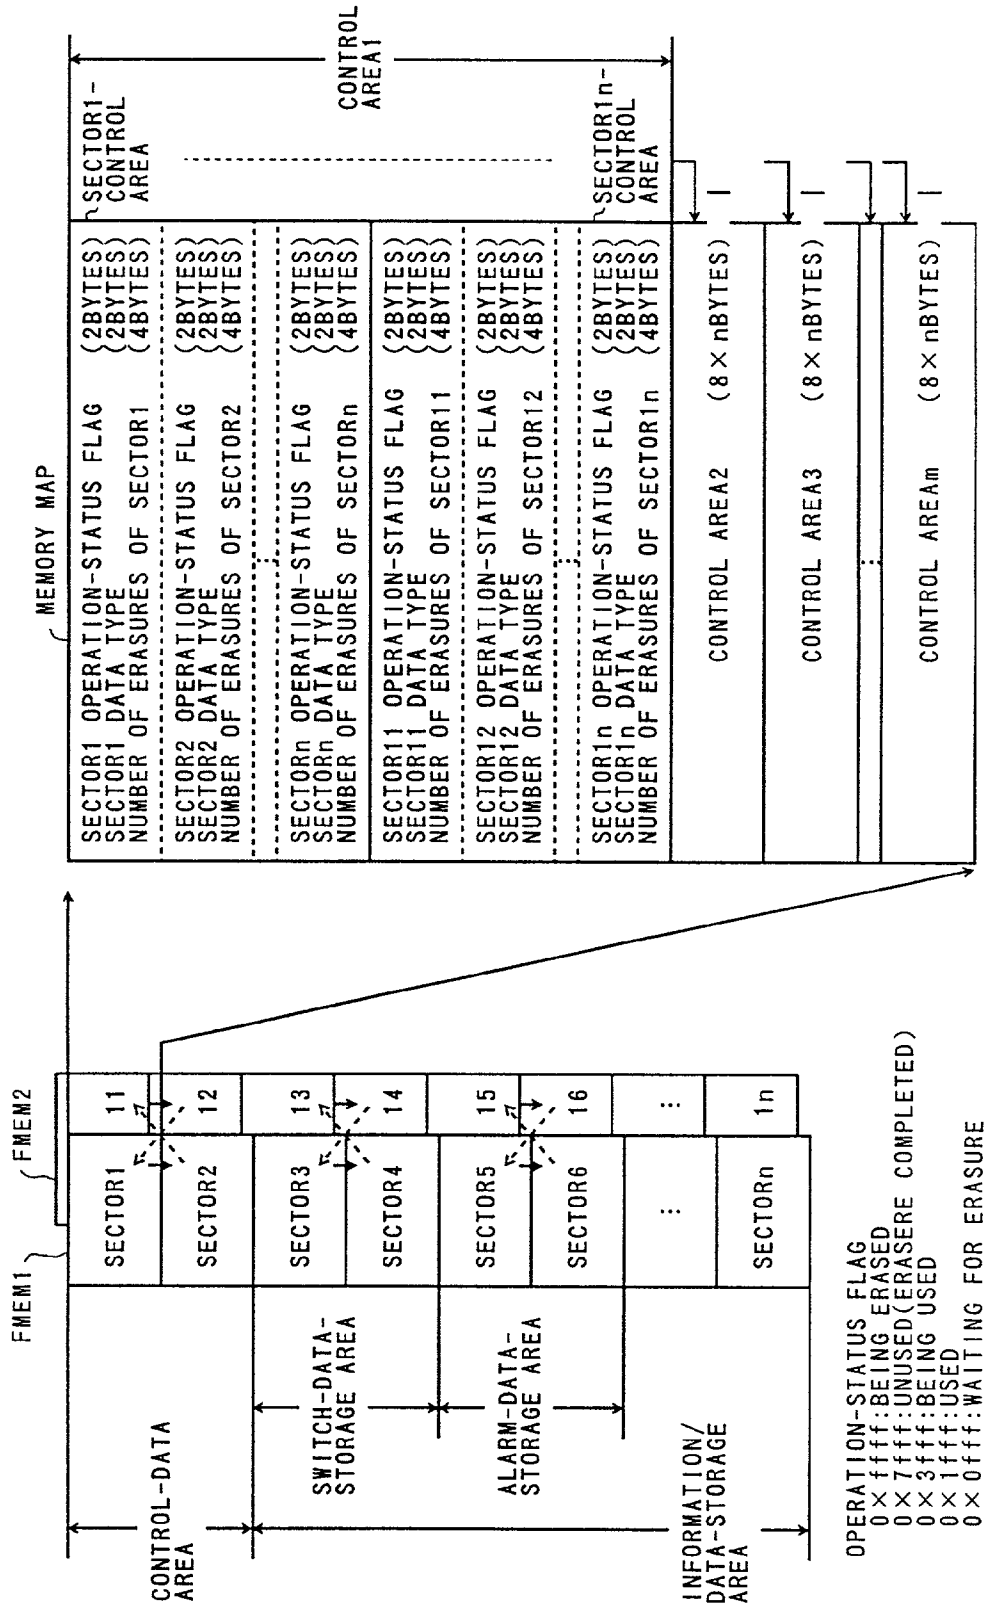 FMEM1
FMEM2
SECTOR1
11
SECTOR2
12
SECTOR3
13
SECTOR4
14
SECTOR5
15
SECTOR6
16
...
...
SECTORn
1n
CONTROL-DATA
AREA
SWITCH-DATA-
STORAGE AREA
ALARM-DATA-
STORAGE AREA
INFORMATION/
DATA-STORAGE
AREA
OPERATION-STATUS FLAG
0×ffff:BEING ERASED
0×7fff:UNUSED(ERASERE COMPLETED)
0×3fff:BEING USED
0×1fff:USED
0×0fff:WAITING FOR ERASURE
MEMORY MAP
SECTOR1 OPERATION-STATUS FLAG (2BYTES)
SECTOR1 DATA TYPE (2BYTES)
NUMBER OF ERASURES OF SECTOR1 (4BYTES)
SECTOR2 OPERATION-STATUS FLAG (2BYTES)
SECTOR2 DATA TYPE (2BYTES)
NUMBER OF ERASURES OF SECTOR2 (4BYTES)
...
SECTORn OPERATION-STATUS FLAG (2BYTES)
SECTORn DATA TYPE (2BYTES)
NUMBER OF ERASURES OF SECTORn (4BYTES)
SECTOR11 OPERATION-STATUS FLAG (2BYTES)
SECTOR11 DATA TYPE (2BYTES)
NUMBER OF ERASURES OF SECTOR11 (4BYTES)
SECTOR12 OPERATION-STATUS FLAG (2BYTES)
SECTOR12 DATA TYPE (2BYTES)
NUMBER OF ERASURES OF SECTOR12 (4BYTES)
...
SECTOR1n OPERATION-STATUS FLAG (2BYTES)
SECTOR1n DATA TYPE (2BYTES)
NUMBER OF ERASURES OF SECTOR1n (4BYTES)
CONTROL AREA2 (8×nBYTES)
CONTROL AREA3 (8×nBYTES)
...
CONTROL AREAm (8×nBYTES)
SECTOR1-
CONTROL
AREA
SECTOR1n-
CONTROL
AREA
CONTROL
AREA1